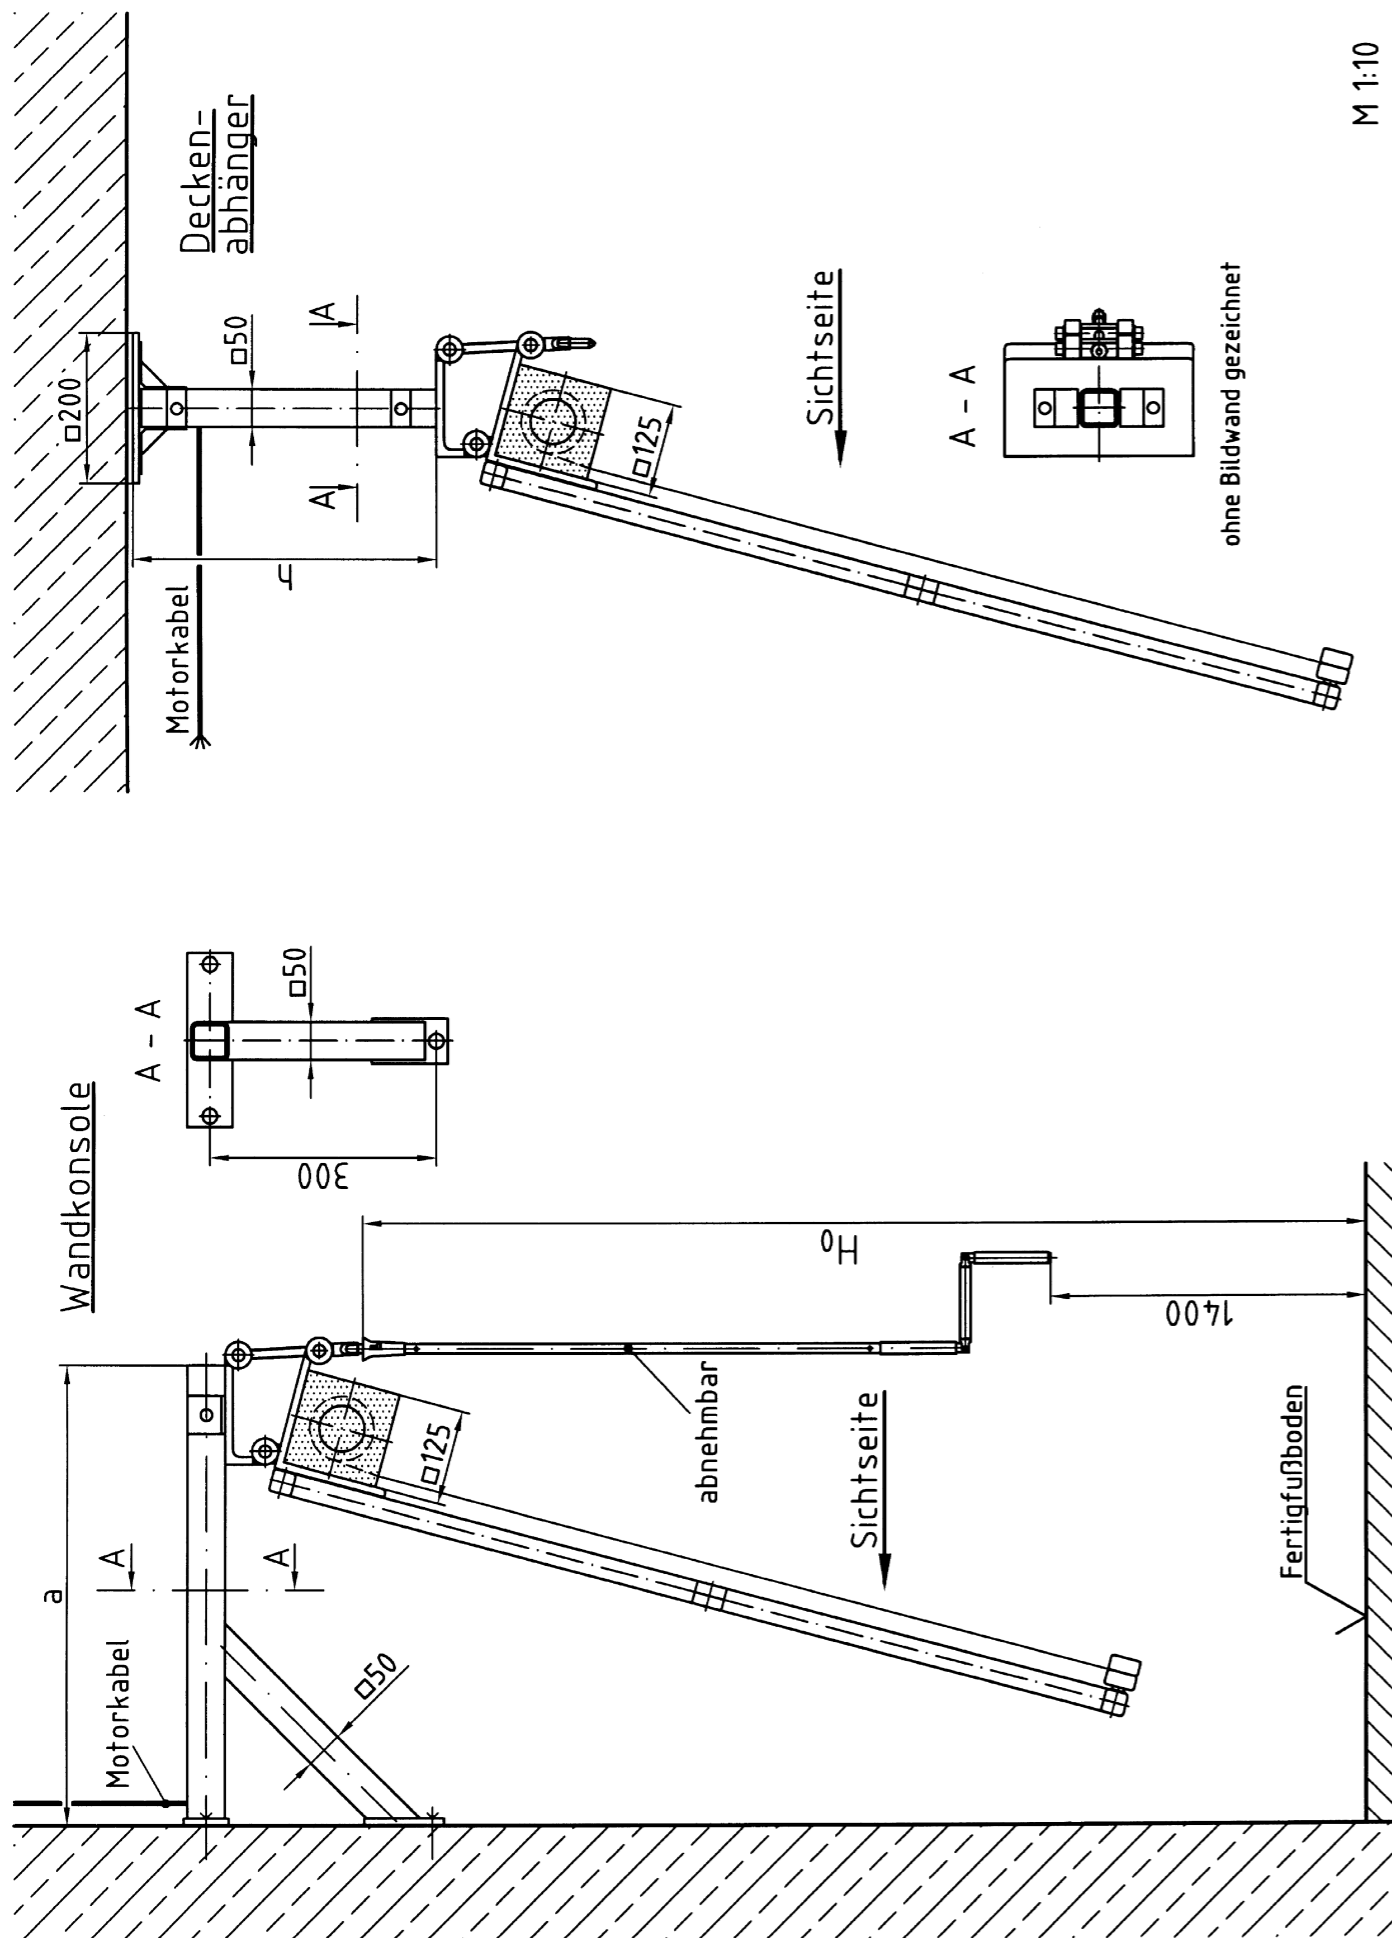 Decken-
abhänger
□200
□50
A
A
h
Motorkabel
□125
Sichtseite
A - A
ohne Bildwand gezeichnet
M 1:10
Wandkonsole
A - A
□50
300
a
Motorkabel
A
A
□50
□125
abnehmbar
H₀
1400
Sichtseite
Fertigfußboden